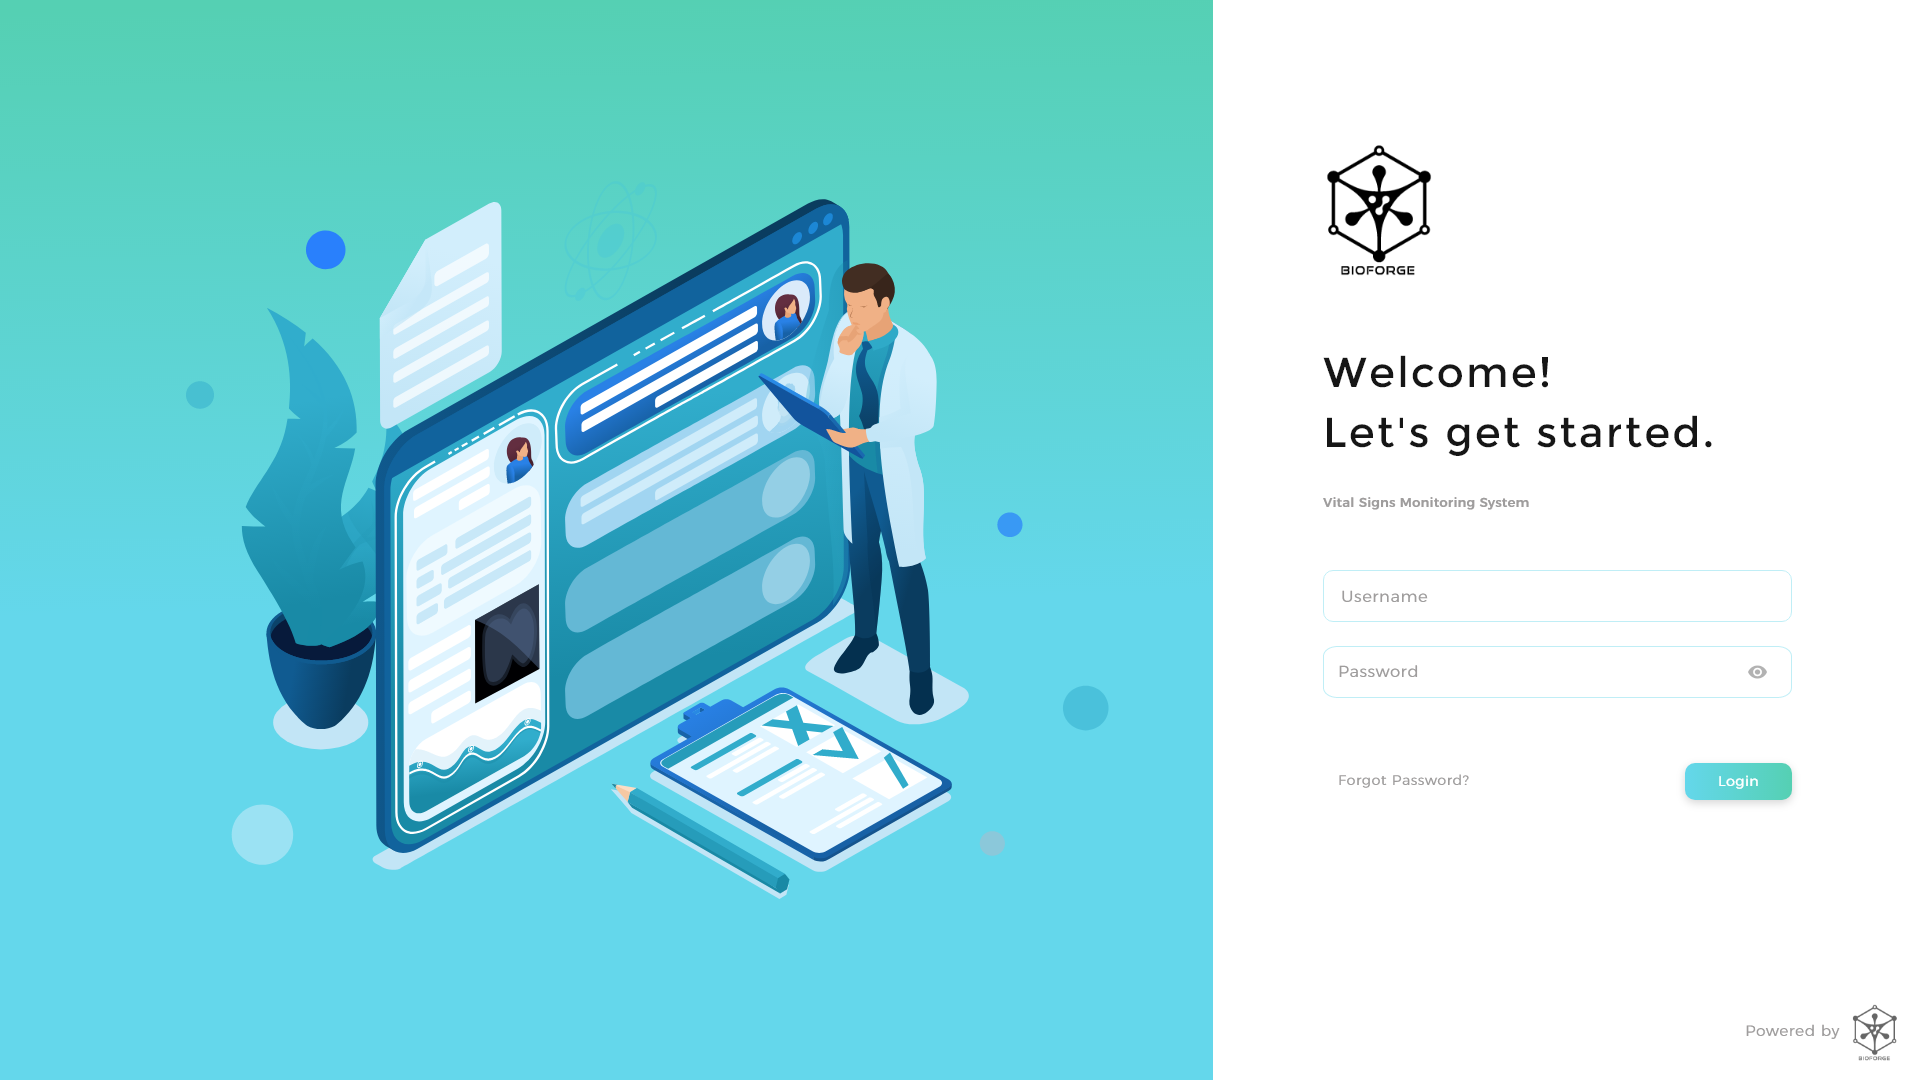 BIOFORGE
Welcome!
Let's get started.
Vital Signs Monitoring System
Username
Password
Forgot Password?
Login
Powered by
BIOFORGE